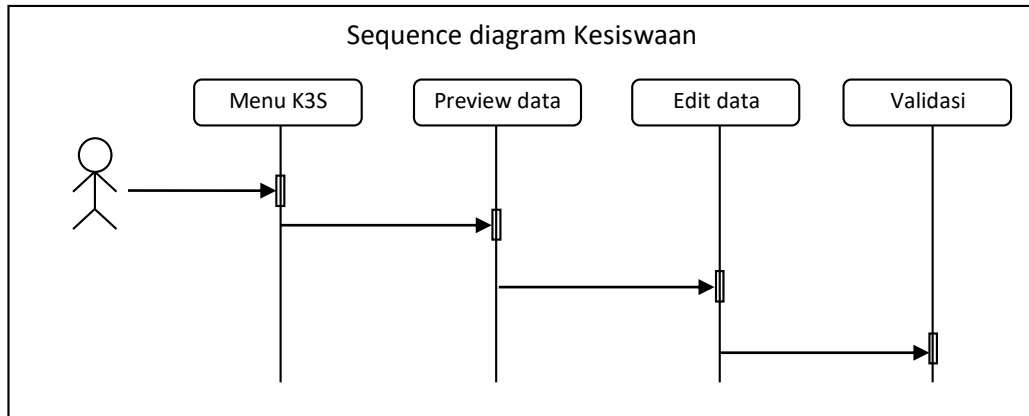 Sequence diagram Kesiswaan
Menu K3S
Preview data
Edit data
Validasi